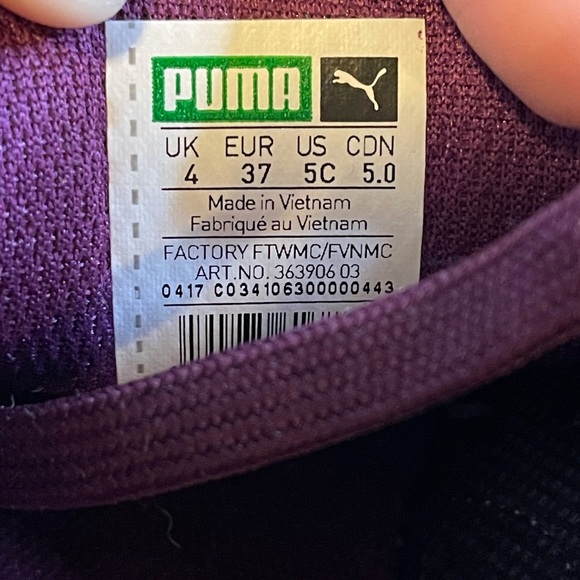 PUMA
UK EUR US CDN
4 37 5C 5.0
Made in Vietnam
Fabriqué au Vietnam
FACTORY FTWMC/FVNMC
ART.NO. 363906 03
0417 C034106300000443